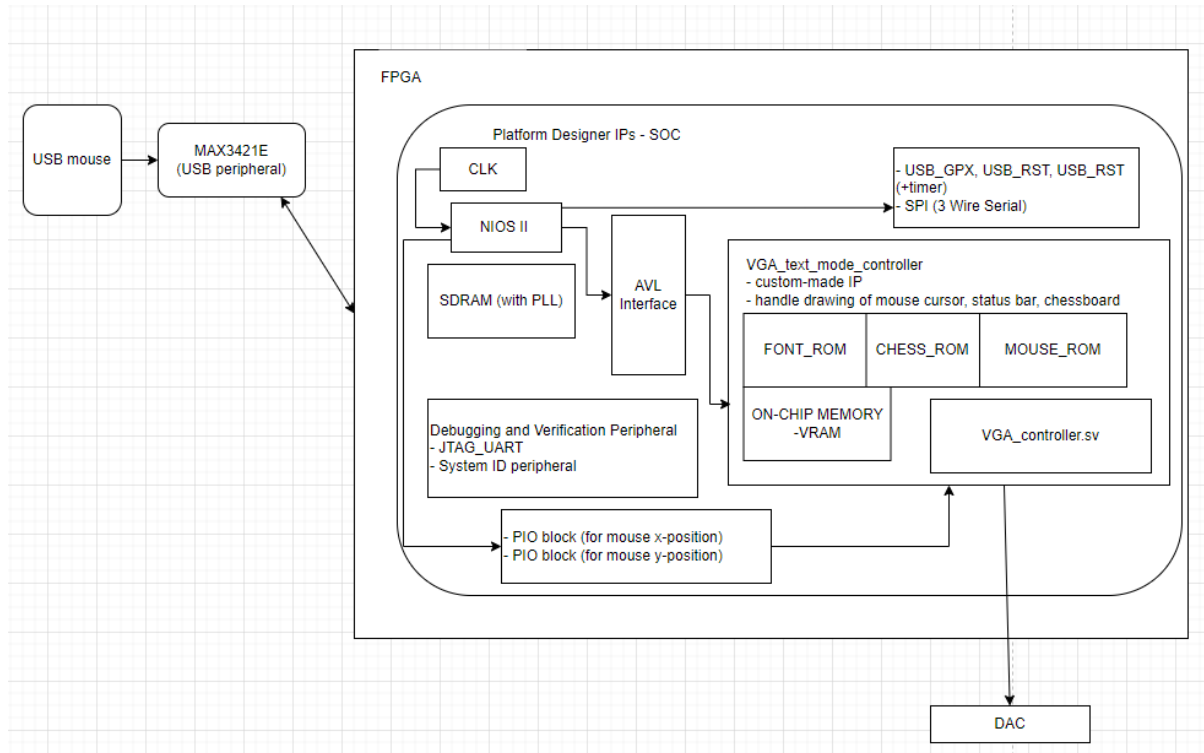 FPGA
Platform Designer IPs - SOC
USB mouse
MAX3421E
(USB peripheral)
CLK
- USB_GPX, USB_RST, USB_RST
(+timer)
- SPI (3 Wire Serial)
NIOS II
SDRAM (with PLL)
AVL
Interface
VGA_text_mode_controller
- custom-made IP
- handle drawing of mouse cursor, status bar, chessboard
FONT_ROM
CHESS_ROM
MOUSE_ROM
ON-CHIP MEMORY
-VRAM
VGA_controller.sv
Debugging and Verification Peripheral
- JTAG_UART
- System ID peripheral
- PIO block (for mouse x-position)
- PIO block (for mouse y-position)
DAC